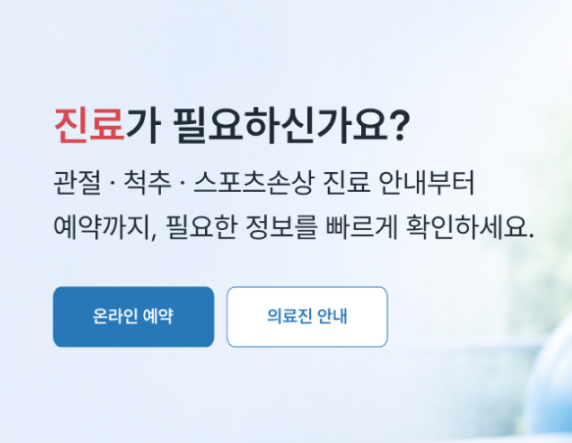 진료가 필요하신가요?
관절 · 척추 · 스포츠손상 진료 안내부터
예약까지, 필요한 정보를 빠르게 확인하세요.
온라인 예약
의료진 안내